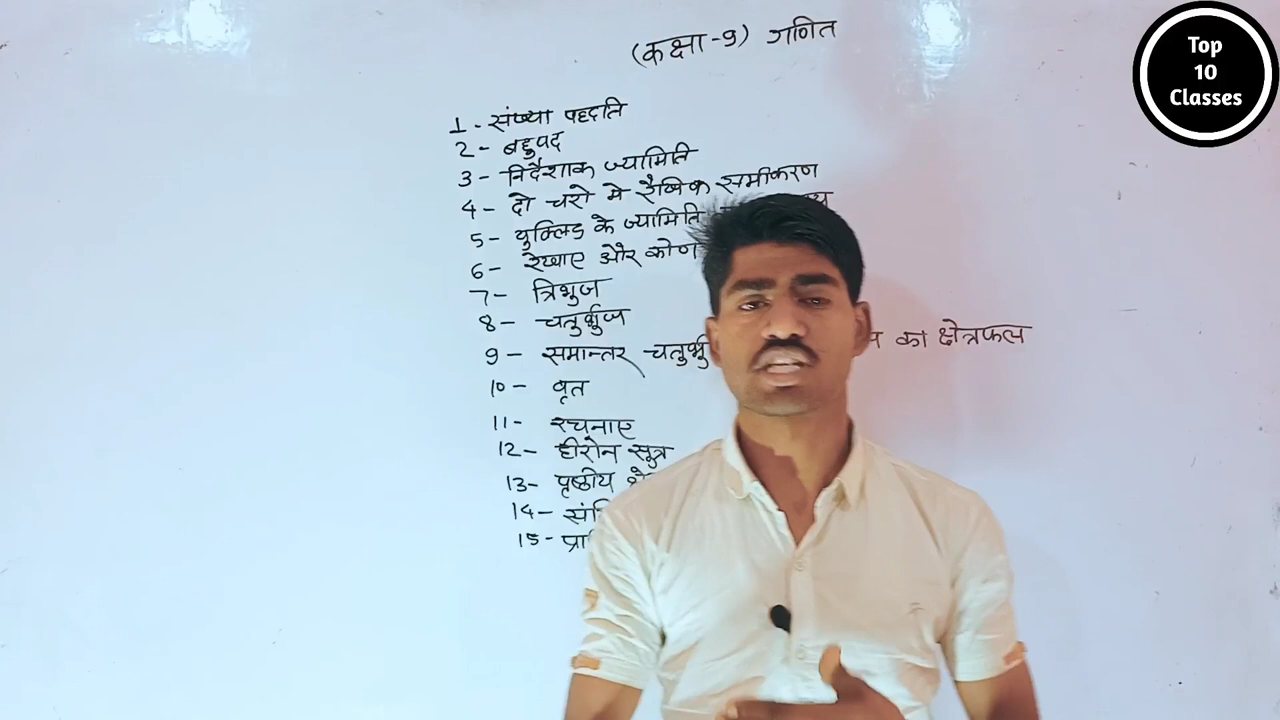 (कक्षा-9) गणित
Top
10
Classes
1 - संख्या पद्दति
2 - बहुपद
3 - निर्देशाक ज्यामिति
4 - दो चरो मे रैखिक समीकरण
5 - युक्लिड के ज्यामिति
6 - रेखाए और कोण
7 - त्रिभुज
8 - चतुर्भुज
9 - समान्तर चतुर्भु का क्षेत्रफल
10 - वृत
11 - रचनाए
12 - हीरोन सूत्र
13 - पृष्ठीय
14 -
15 -